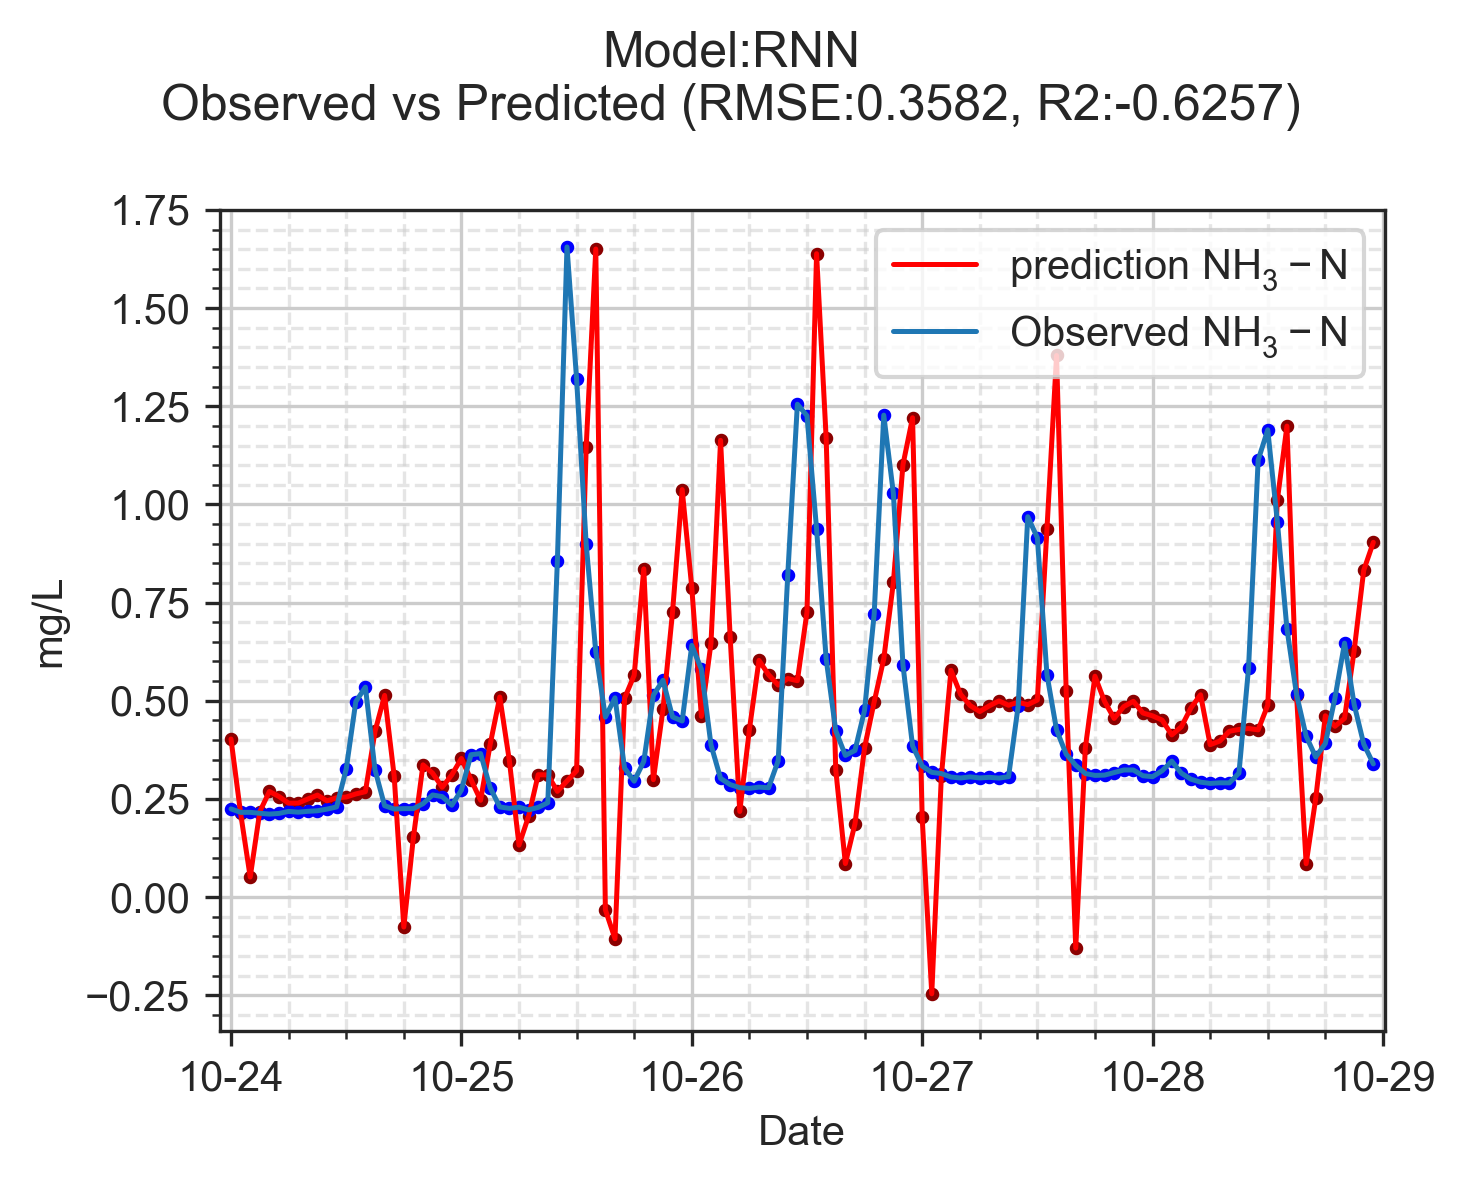 Model:RNN
Observed vs Predicted (RMSE:0.3582, R2:-0.6257)
1.75
1.50
1.25
1.00
0.75
0.50
0.25
0.00
−0.25
mg/L
prediction NH₃ − N
Observed NH₃ − N
10-24 10-25 10-26 10-27 10-28 10-29
Date